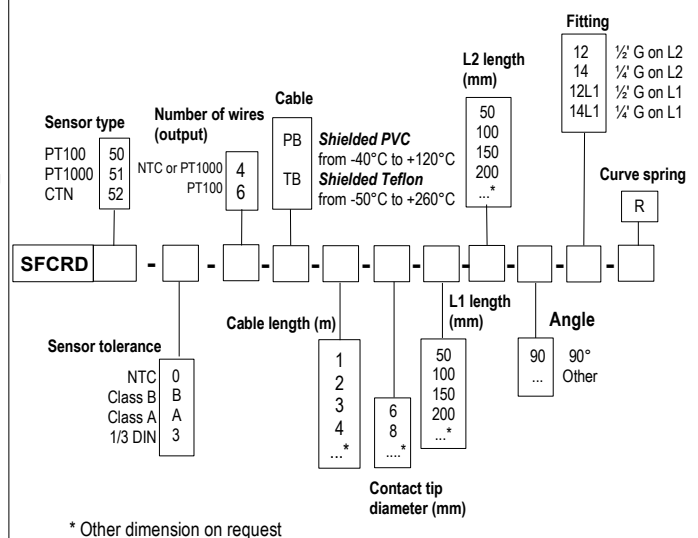 Fitting
12 ½' G on L2
14 ¼' G on L2
12L1 ½' G on L1
14L1 ¼' G on L1
L2 length
(mm)
50
100
150
200
...*
Cable
PB Shielded PVC
from -40°C to +120°C
TB Shielded Teflon
from -50°C to +260°C
Number of wires
(output)
NTC or PT1000 4
PT100 6
Sensor type
PT100 50
PT1000 51
CTN 52
Curve spring
R
SFCRD - - - - - - - - - -
Sensor tolerance
NTC 0
Class B B
Class A A
1/3 DIN 3
Cable length (m)
1
2
3
4
...*
6
8
....*
Contact tip
diameter (mm)
L1 length
(mm)
50
100
150
200
...*
Angle
90 90°
... Other
* Other dimension on request